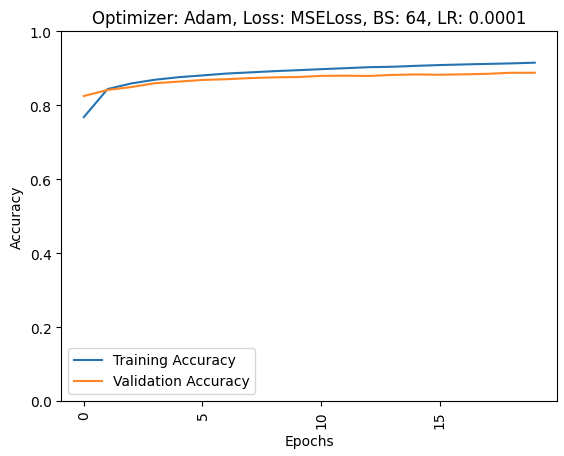 Optimizer: Adam, Loss: MSELoss, BS: 64, LR: 0.0001
1.0
0.8
0.6
0.4
0.2
0.0
Accuracy
Training Accuracy
Validation Accuracy
0
5
10
15
Epochs